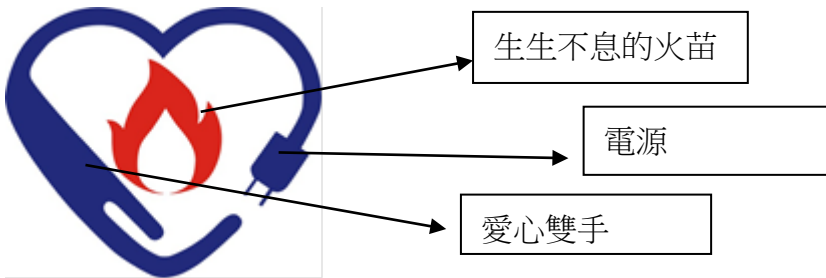 生生不息的火苗
電源
愛心雙手